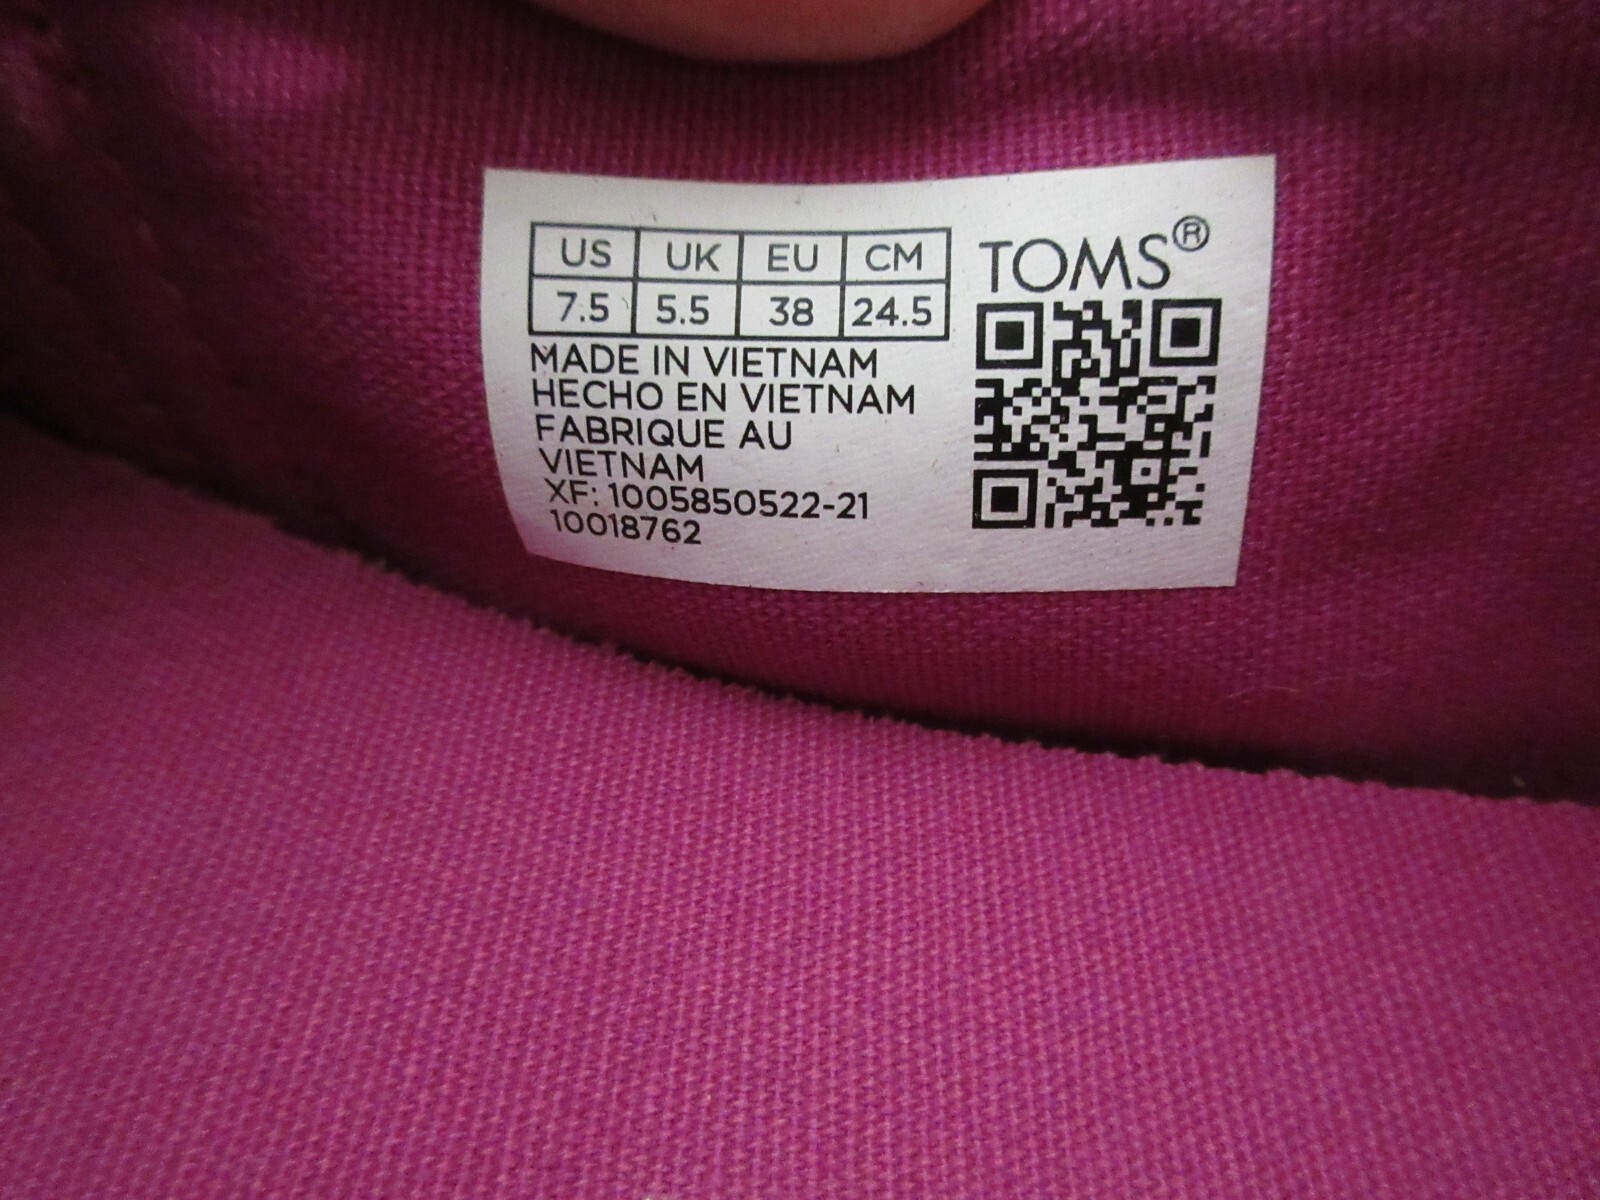 US UK EU CM
7.5 5.5 38 24.5
MADE IN VIETNAM
HECHO EN VIETNAM
FABRIQUE AU
VIETNAM
XF: 1005850522-21
10018762
TOMS®